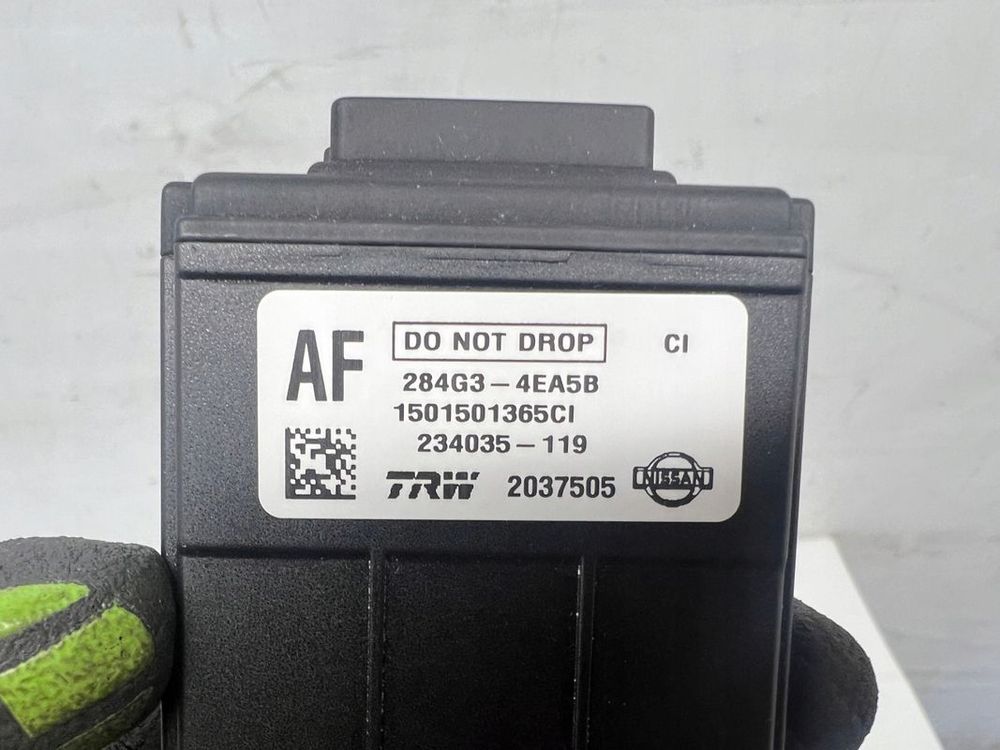 AF
DO NOT DROP
CI
284G3-4EA5B
1501501365CI
234035-119
TRW 2037505 NISSAN